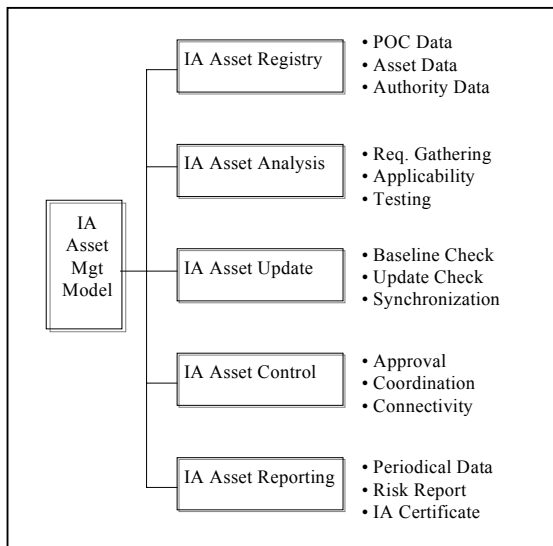 IA Asset Registry
• POC Data
• Asset Data
• Authority Data
IA Asset Analysis
• Req. Gathering
• Applicability
• Testing
IA
Asset
Mgt
Model
IA Asset Update
• Baseline Check
• Update Check
• Synchronization
IA Asset Control
• Approval
• Coordination
• Connectivity
IA Asset Reporting
• Periodical Data
• Risk Report
• IA Certificate